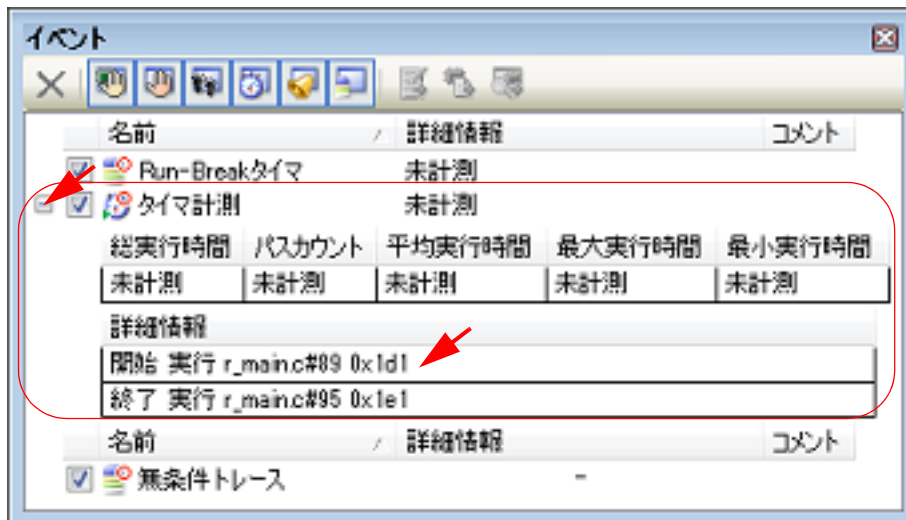 イベント
名前 詳細情報 コメント
Run-Breakタイマ 未計測
タイマ計測 未計測
総実行時間 パスカウント 平均実行時間 最大実行時間 最小実行時間
未計測 未計測 未計測 未計測 未計測
詳細情報
開始 実行 r_main.c#89 0x1d1
終了 実行 r_main.c#95 0x1e1
名前 詳細情報 コメント
無条件トレース -